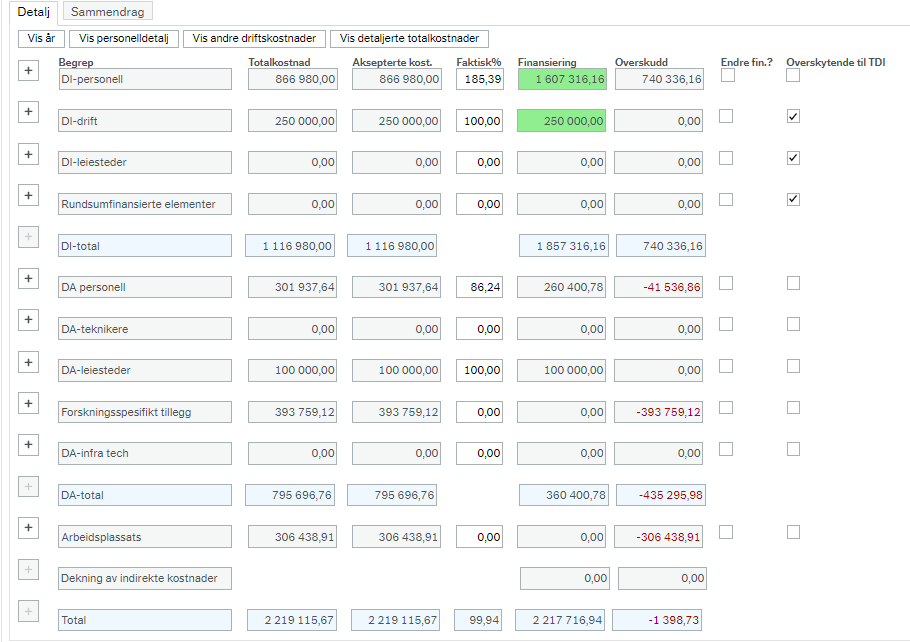 Detalj Sammendrag
Vis år Vis personelldetalj Vis andre driftskostnader Vis detaljerte totalkostnader
Begrep Totalkostnad Aksepterte kost. Faktisk% Finansiering Overskudd Endre fin.? Overskytende til TDI
+ DI-personell 866 980,00 866 980,00 185,39 1 607 316,16 740 336,16
+ DI-drift 250 000,00 250 000,00 100,00 250 000,00 0,00
+ DI-leiesteder 0,00 0,00 0,00 0,00 0,00
+ Rundsumfinansierte elementer 0,00 0,00 0,00 0,00 0,00
+ DI-total 1 116 980,00 1 116 980,00 1 857 316,16 740 336,16
+ DA personell 301 937,64 301 937,64 86,24 260 400,78 -41 536,86
+ DA-teknikere 0,00 0,00 0,00 0,00 0,00
+ DA-leiesteder 100 000,00 100 000,00 100,00 100 000,00 0,00
+ Forskningsspesifikt tillegg 393 759,12 393 759,12 0,00 0,00 -393 759,12
+ DA-infra tech 0,00 0,00 0,00 0,00 0,00
+ DA-total 795 696,76 795 696,76 360 400,78 -435 295,98
+ Arbeidsplassats 306 438,91 306 438,91 0,00 0,00 -306 438,91
+ Dekning av indirekte kostnader 0,00 0,00
+ Total 2 219 115,67 2 219 115,67 99,94 2 217 716,94 -1 398,73